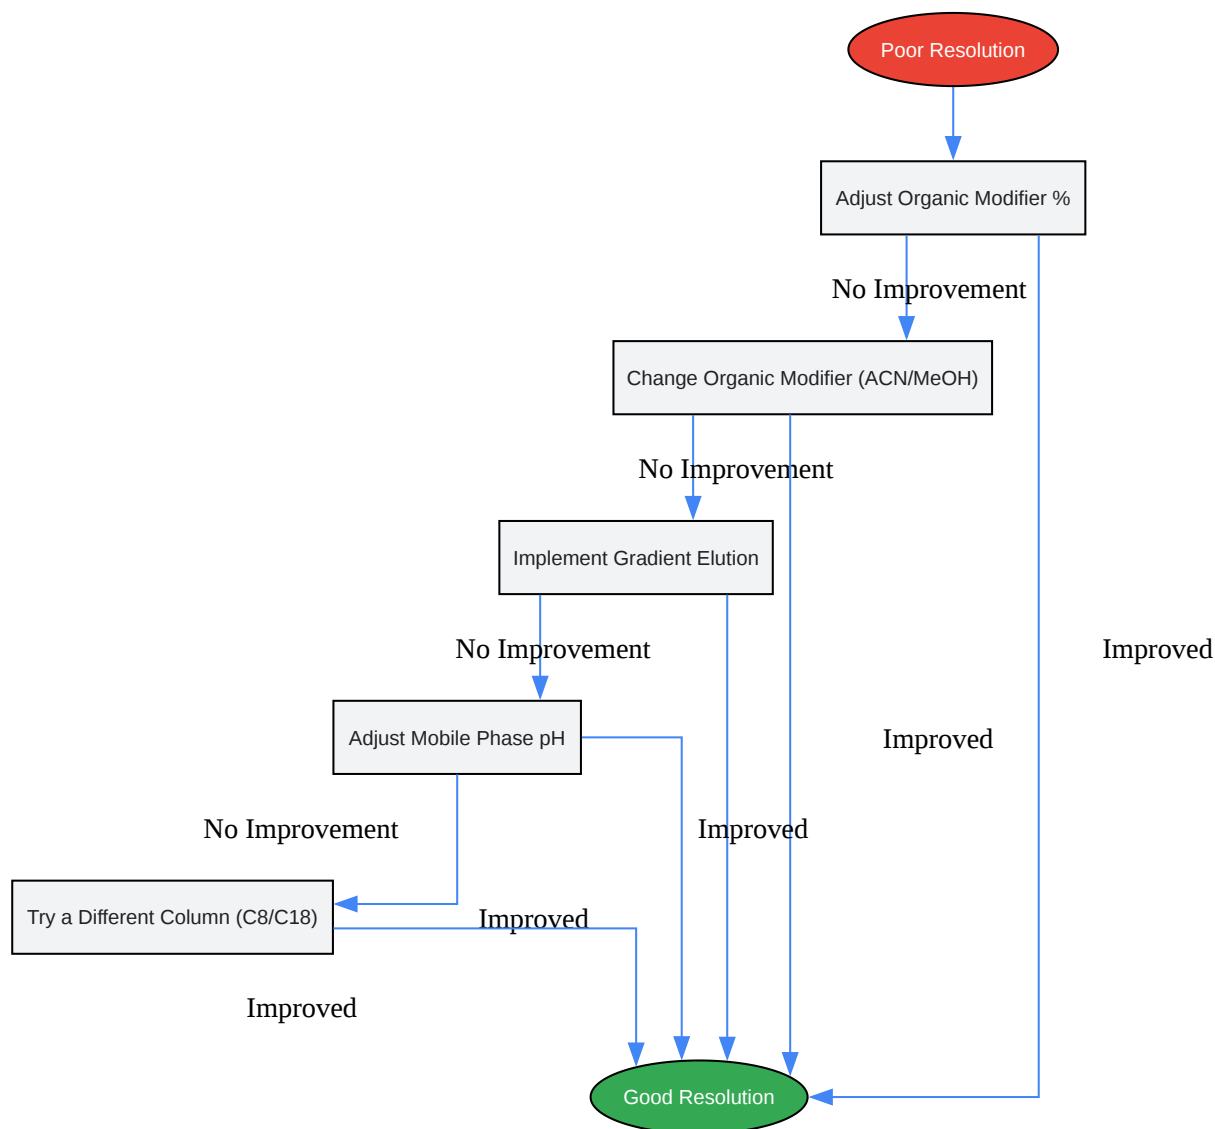 Poor Resolution
Adjust Organic Modifier %
No Improvement
Change Organic Modifier (ACN/MeOH)
No Improvement
Implement Gradient Elution
No Improvement
Improved
Adjust Mobile Phase pH
Improved
No Improvement
Improved
Try a Different Column (C8/C18)
Improved
Improved
Good Resolution